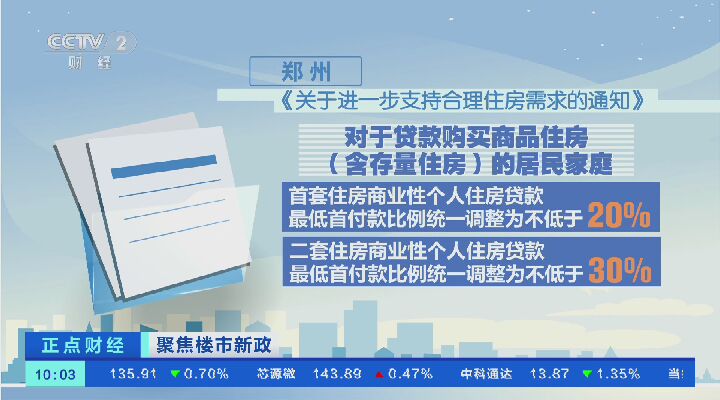 CCTV 2
财经
郑州
《关于进一步支持合理住房需求的通知》
对于贷款购买商品住房
（含存量住房）的居民家庭
首套住房商业性个人住房贷款
最低首付款比例统一调整为不低于20%
二套住房商业性个人住房贷款
最低首付款比例统一调整为不低于30%
正点财经 聚焦楼市新政
10:03 135.91 ▼0.70% 芯源微 143.89 ▲0.47% 中科通达 13.87 ▼1.35% 当